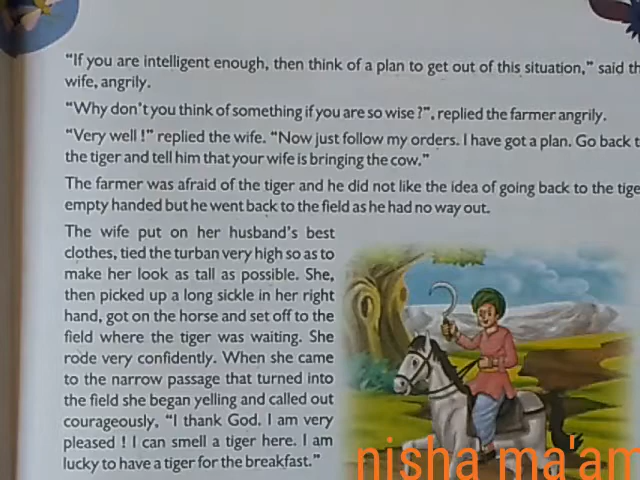 "If you are intelligent enough, then think of a plan to get out of this situation," said th
wife, angrily.
"Why don't you think of something if you are so wise ?", replied the farmer angrily.
"Very well !" replied the wife. "Now just follow my orders. I have got a plan. Go back t
the tiger and tell him that your wife is bringing the cow."
The farmer was afraid of the tiger and he did not like the idea of going back to the tige
empty handed but he went back to the field as he had no way out.
The wife put on her husband's best
clothes, tied the turban very high so as to
make her look as tall as possible. She,
then picked up a long sickle in her right
hand, got on the horse and set off to the
field where the tiger was waiting. She
rode very confidently. When she came
to the narrow passage that turned into
the field she began yelling and called out
courageously, "I thank God. I am very
pleased ! I can smell a tiger here. I am
lucky to have a tiger for the breakfast."
nisha ma'am